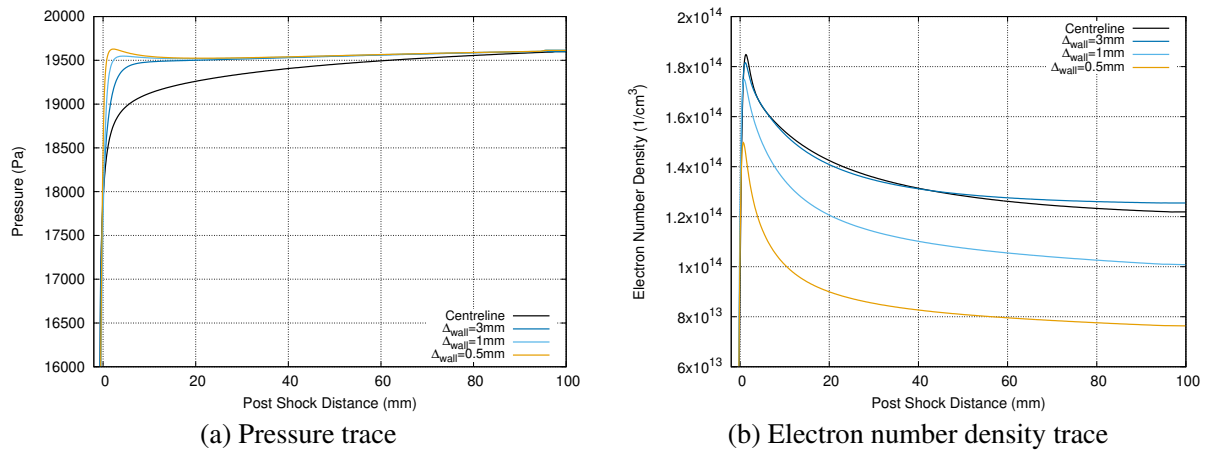 20000
19500
19000
18500
18000
17500
17000
16500
16000
Pressure (Pa)
0
20
40
60
80
100
Post Shock Distance (mm)
Centreline
Δwall=3mm
Δwall=1mm
Δwall=0.5mm
(a) Pressure trace
2x10^14
1.8x10^14
1.6x10^14
1.4x10^14
1.2x10^14
1x10^14
8x10^13
6x10^13
Electron Number Density (1/cm³)
0
20
40
60
80
100
Post Shock Distance (mm)
Centreline
Δwall=3mm
Δwall=1mm
Δwall=0.5mm
(b) Electron number density trace